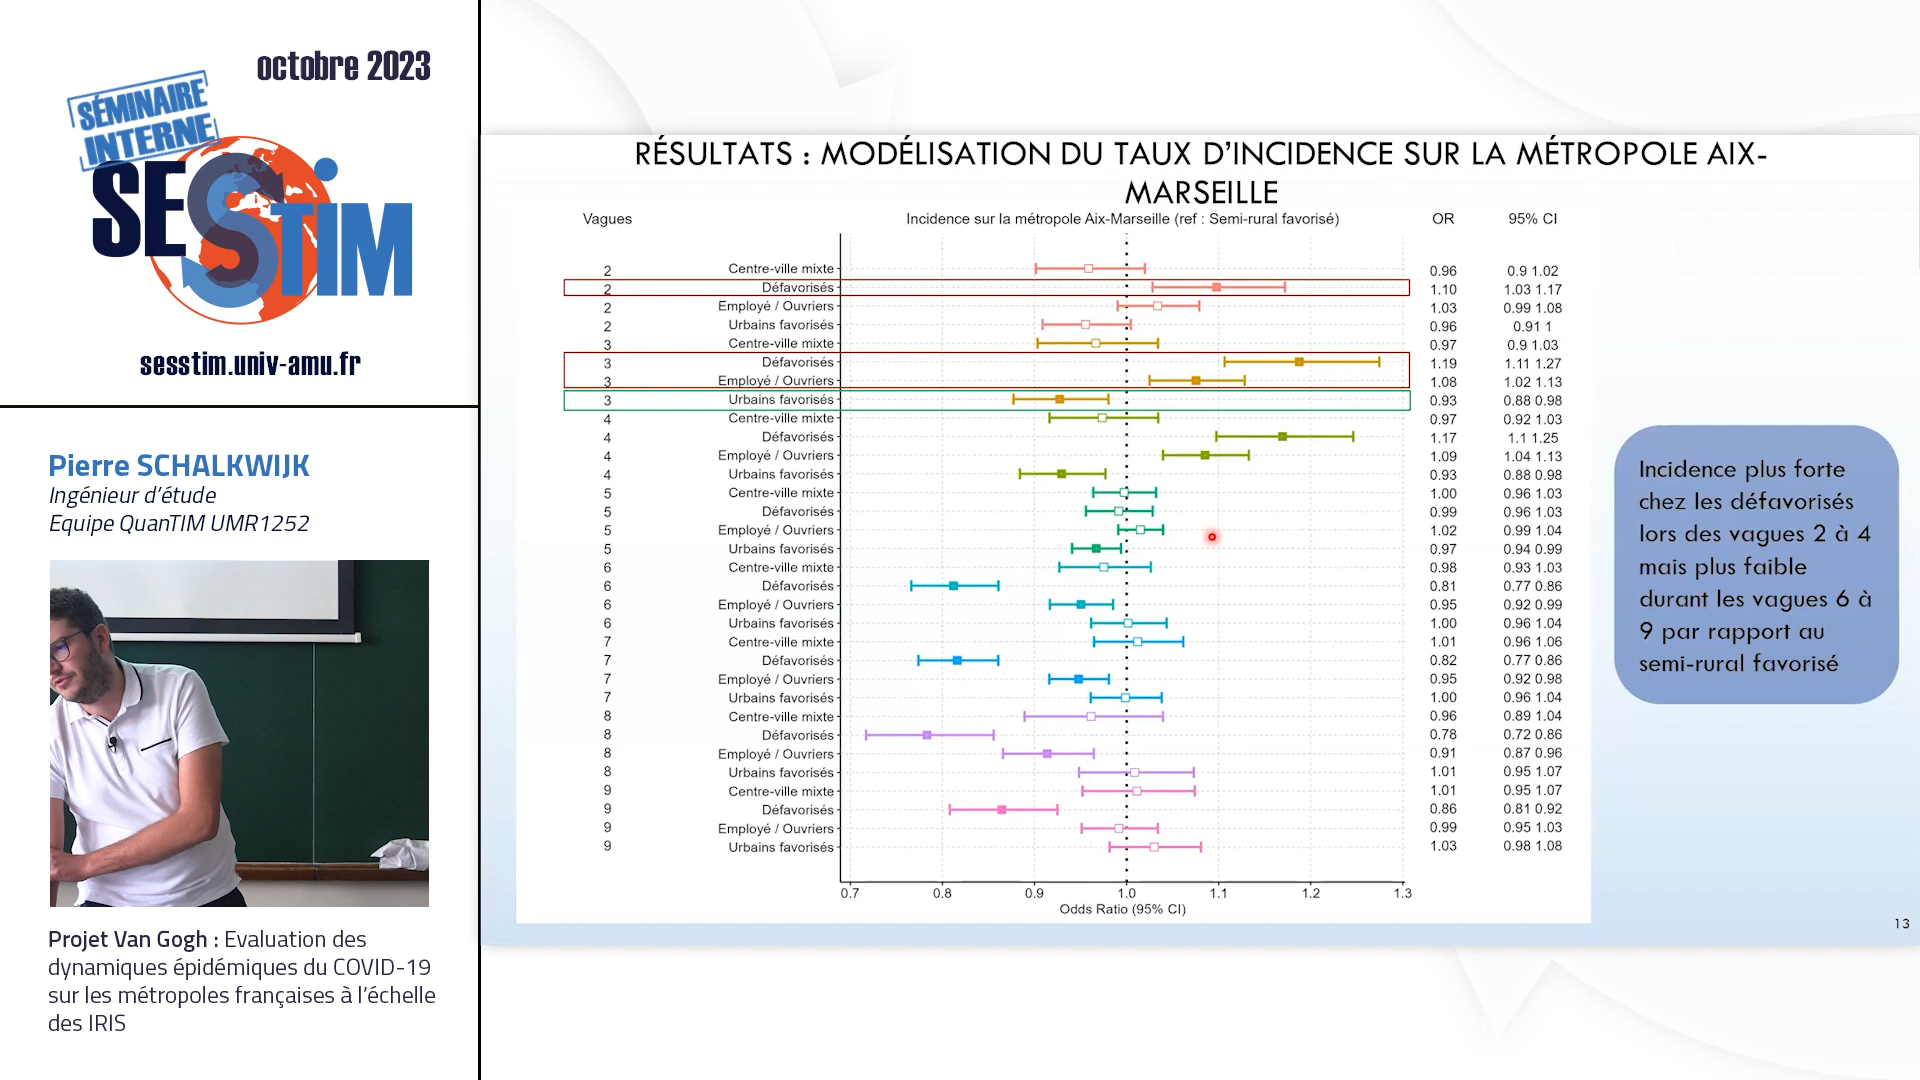 octobre 2023
SÉMINAIRE
INTERNE
SESSTIM
sesstim.univ-amu.fr
Pierre SCHALKWIJK
Ingénieur d'étude
Equipe QuanTIM UMR1252
Projet Van Gogh : Evaluation des
dynamiques épidémiques du COVID-19
sur les métropoles françaises à l'échelle
des IRIS
RÉSULTATS : MODÉLISATION DU TAUX D'INCIDENCE SUR LA MÉTROPOLE AIX-
MARSEILLE
Vagues Incidence sur la métropole Aix-Marseille (ref : Semi-rural favorisé) OR 95% CI
2 Centre-ville mixte 0.96 0.9 1.02
2 Défavorisés 1.10 1.03 1.17
2 Employé / Ouvriers 1.03 0.99 1.08
2 Urbains favorisés 0.96 0.91 1
3 Centre-ville mixte 0.97 0.9 1.03
3 Défavorisés 1.19 1.11 1.27
3 Employé / Ouvriers 1.08 1.02 1.13
3 Urbains favorisés 0.93 0.88 0.98
4 Centre-ville mixte 0.97 0.92 1.03
4 Défavorisés 1.17 1.1 1.25
4 Employé / Ouvriers 1.09 1.04 1.13
4 Urbains favorisés 0.93 0.88 0.98
5 Centre-ville mixte 1.00 0.96 1.03
5 Défavorisés 0.99 0.96 1.03
5 Employé / Ouvriers 1.02 0.99 1.04
5 Urbains favorisés 0.97 0.94 0.99
6 Centre-ville mixte 0.98 0.93 1.03
6 Défavorisés 0.81 0.77 0.86
6 Employé / Ouvriers 0.95 0.92 0.99
6 Urbains favorisés 1.00 0.96 1.04
7 Centre-ville mixte 1.01 0.96 1.06
7 Défavorisés 0.82 0.77 0.86
7 Employé / Ouvriers 0.95 0.92 0.98
7 Urbains favorisés 1.00 0.96 1.04
8 Centre-ville mixte 0.96 0.89 1.04
8 Défavorisés 0.78 0.72 0.86
8 Employé / Ouvriers 0.91 0.87 0.96
8 Urbains favorisés 1.01 0.95 1.07
9 Centre-ville mixte 1.01 0.95 1.07
9 Défavorisés 0.86 0.81 0.92
9 Employé / Ouvriers 0.99 0.95 1.03
9 Urbains favorisés 1.03 0.98 1.08
0.7 0.8 0.9 1.0 1.1 1.2 1.3
Odds Ratio (95% CI)
Incidence plus forte
chez les défavorisés
lors des vagues 2 à 4
mais plus faible
durant les vagues 6 à
9 par rapport au
semi-rural favorisé
13